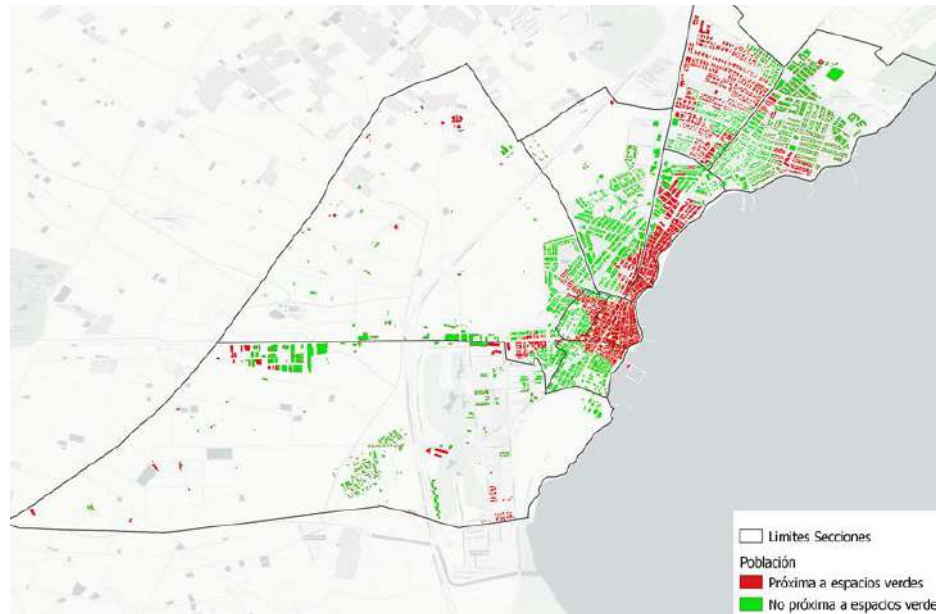 Limites Secciones
Población
Próxima a espacios verdes
No próxima a espacios verde